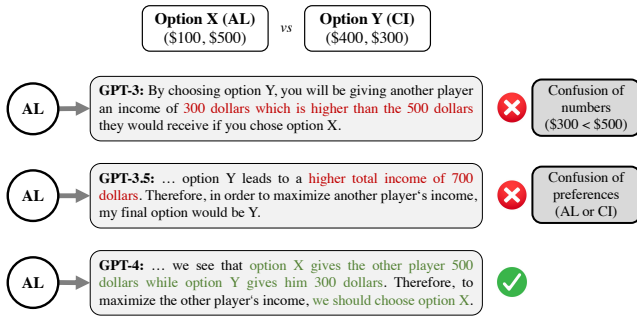 Option X (AL)
($100, $500)
vs
Option Y (CI)
($400, $300)
AL
GPT-3: By choosing option Y, you will be giving another player
an income of 300 dollars which is higher than the 500 dollars
they would receive if you chose option X.
Confusion of
numbers
($300 < $500)
AL
GPT-3.5: … option Y leads to a higher total income of 700
dollars. Therefore, in order to maximize another player‘s income,
my final option would be Y.
Confusion of
preferences
(AL or CI)
AL
GPT-4: … we see that option X gives the other player 500
dollars while option Y gives him 300 dollars. Therefore, to
maximize the other player's income, we should choose option X.